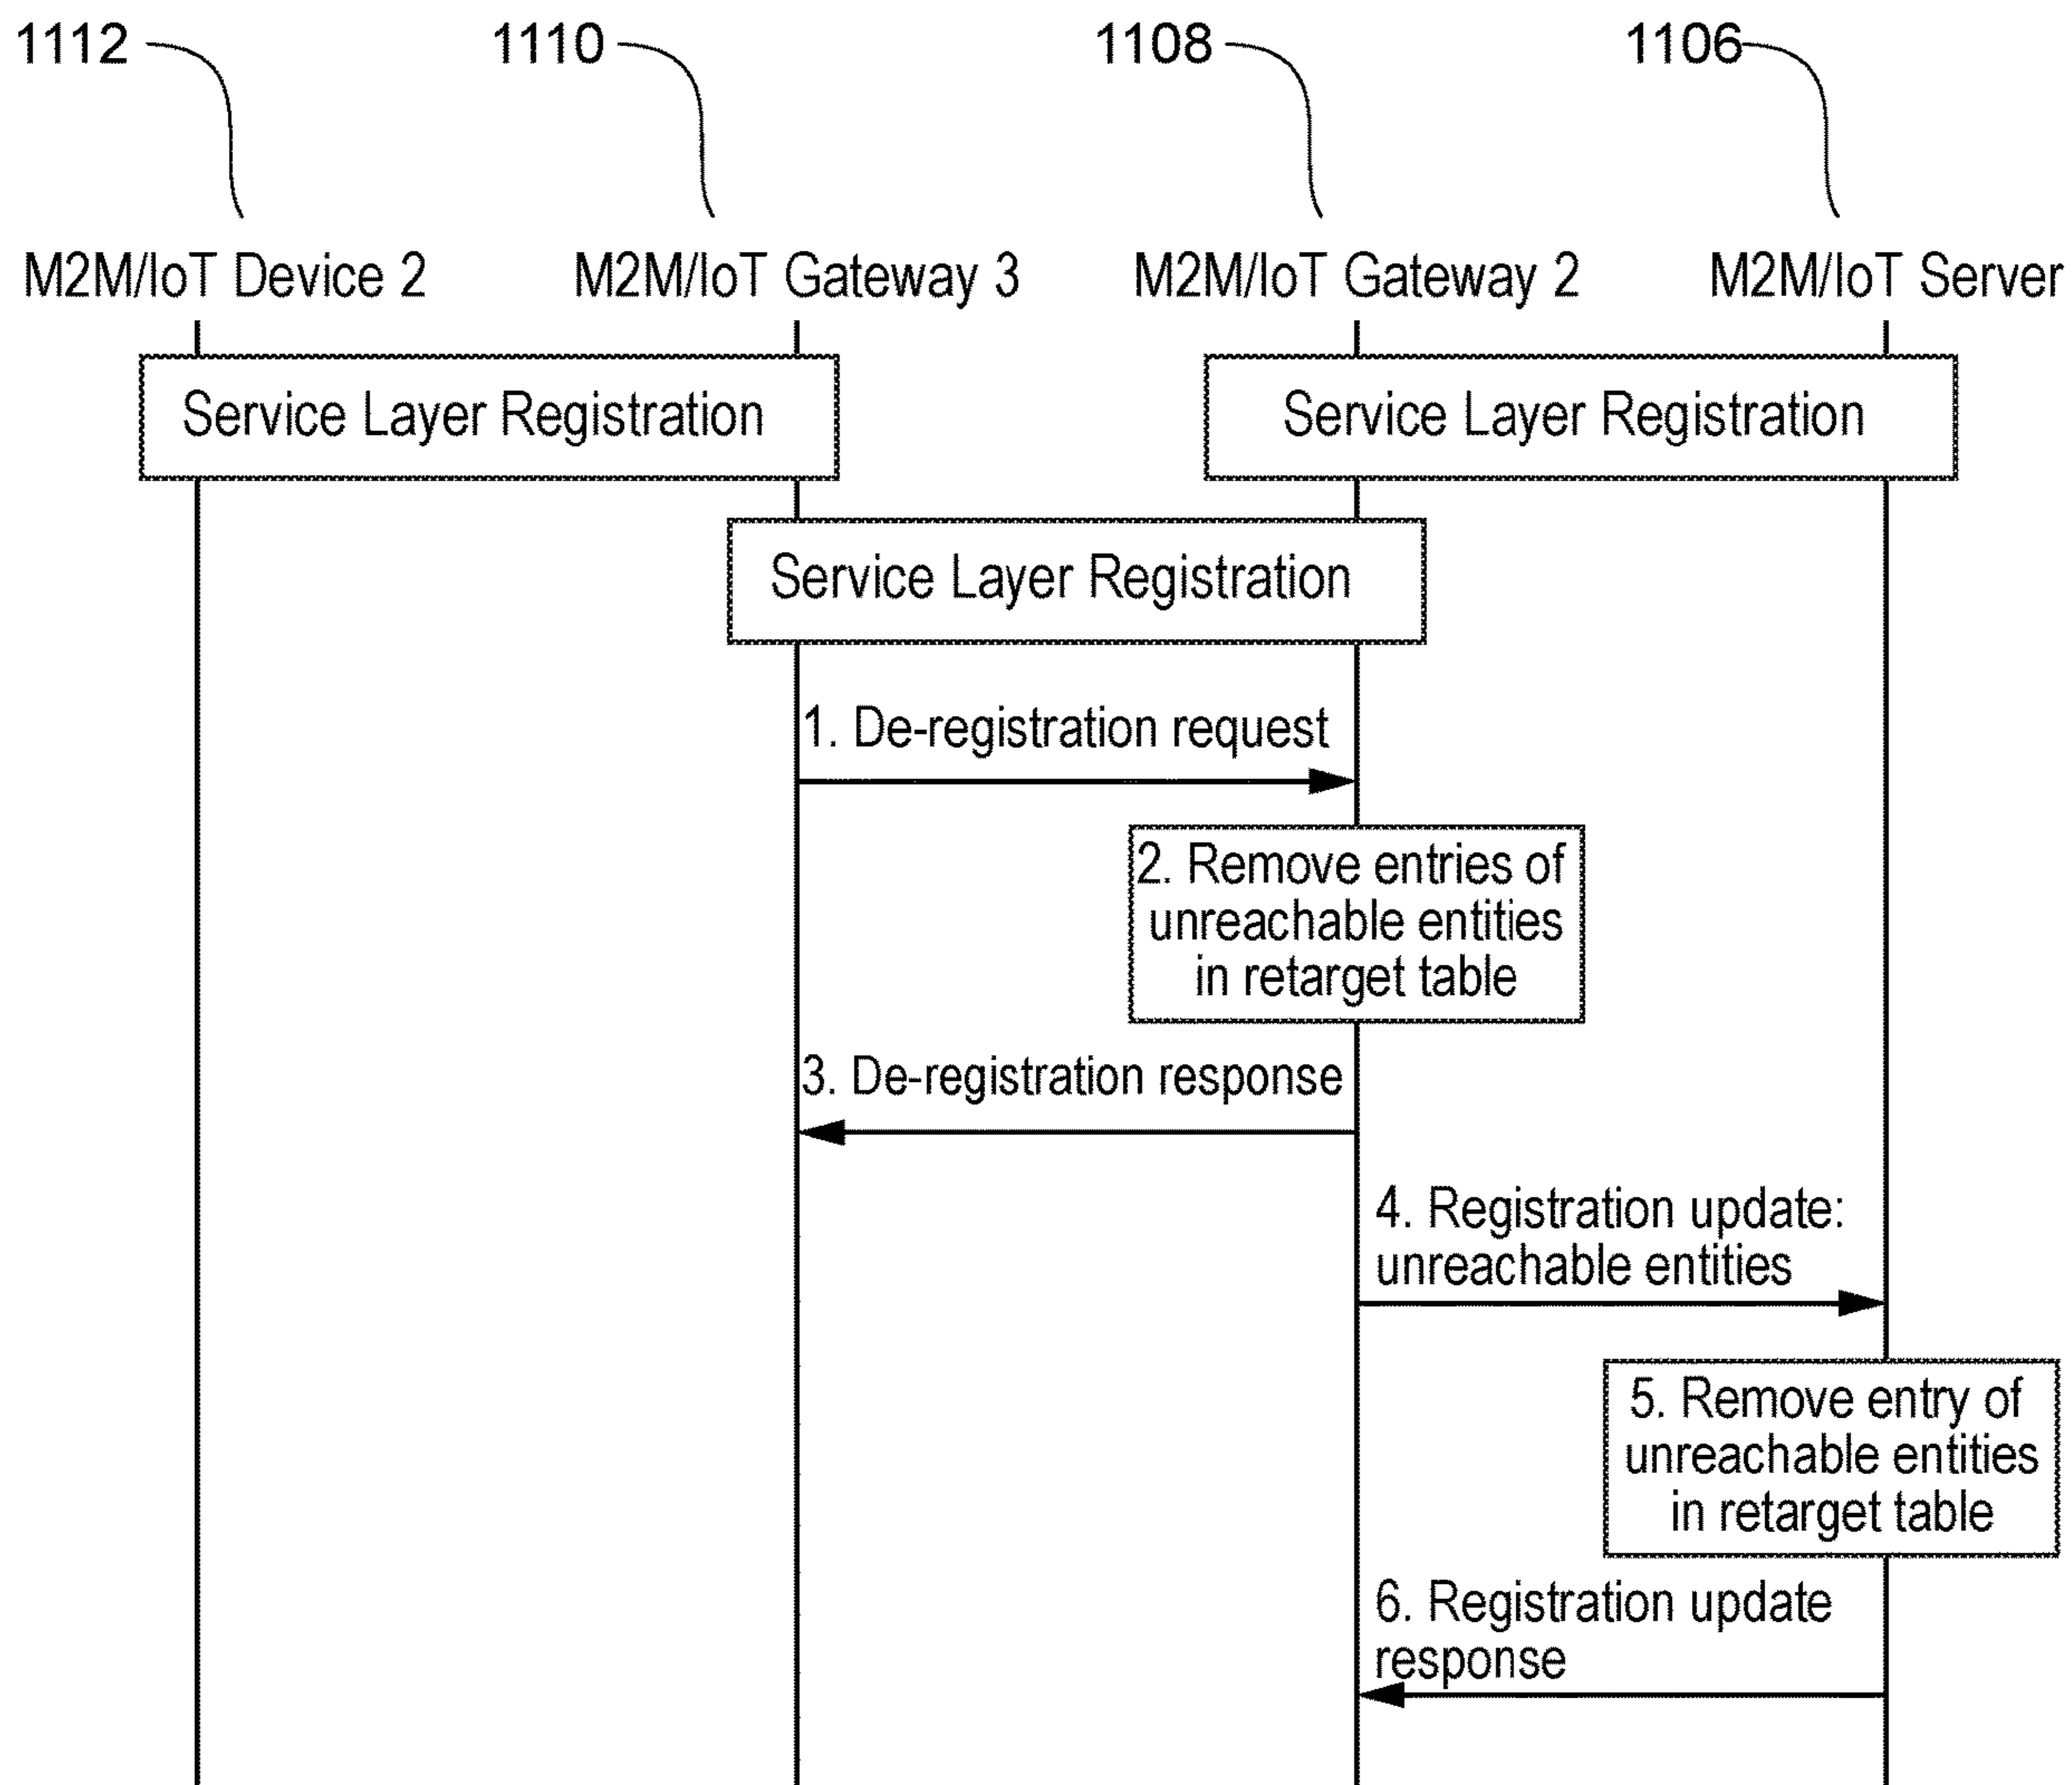 1112
1110
1108
1106
M2M/IoT Device 2
M2M/IoT Gateway 3
M2M/IoT Gateway 2
M2M/IoT Server
Service Layer Registration
Service Layer Registration
Service Layer Registration
1. De-registration request
2. Remove entries of
unreachable entities
in retarget table
3. De-registration response
4. Registration update:
unreachable entities
5. Remove entry of
unreachable entities
in retarget table
6. Registration update
response